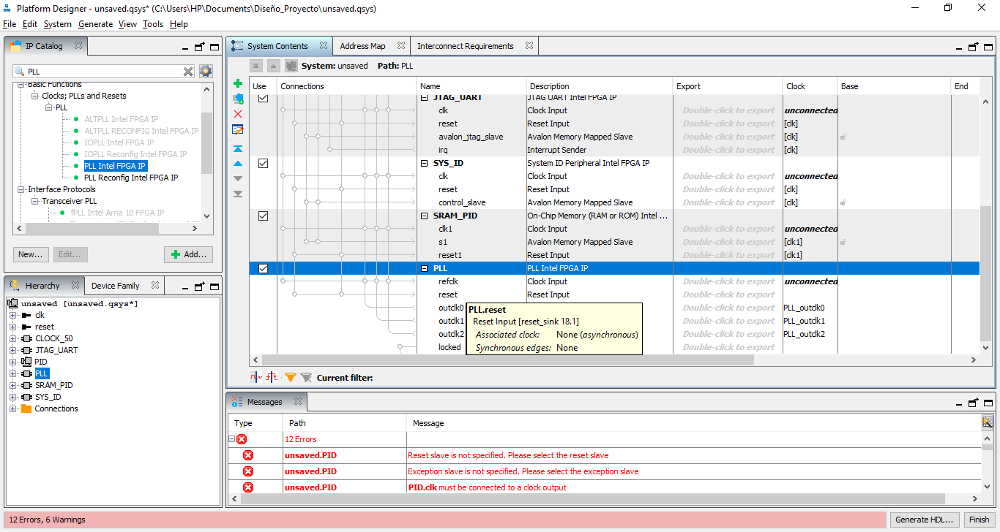 Platform Designer - unsaved.qsys* (C:\Users\HP\Documents\Diseño_Proyecto\unsaved.qsys)
File Edit System Generate View Tools Help
IP Catalog
PLL
Basic Functions
Clocks; PLLs and Resets
PLL
ALTPLL Intel FPGA IP
ALTPLL RECONFIG Intel FPGA IP
IOPLL Intel FPGA IP
IOPLL Reconfig Intel FPGA IP
PLL Intel FPGA IP
PLL Reconfig Intel FPGA IP
Interface Protocols
Transceiver PLL
fPLL Intel Arria 10 FPGA IP
New... Edit... Add...
Hierarchy Device Family
unsaved [unsaved.qsys*]
clk
reset
CLOCK_50
JTAG_UART
PID
PLL
SRAM_PID
SYS_ID
Connections
System Contents Address Map Interconnect Requirements
System: unsaved Path: PLL
Use Connections Name Description Export Clock Base End
JTAG_UART JTAG UART Intel FPGA IP
clk Clock Input Double-click to export unconnected
reset Reset Input Double-click to export [clk]
avalon_jtag_slave Avalon Memory Mapped Slave Double-click to export [clk]
irq Interrupt Sender Double-click to export [clk]
SYS_ID System ID Peripheral Intel FPGA IP
clk Clock Input Double-click to export unconnected
reset Reset Input Double-click to export [clk]
control_slave Avalon Memory Mapped Slave Double-click to export [clk]
SRAM_PID On-Chip Memory (RAM or ROM) Intel ...
clk1 Clock Input Double-click to export unconnected
s1 Avalon Memory Mapped Slave Double-click to export [clk1]
reset1 Reset Input Double-click to export [clk1]
PLL PLL Intel FPGA IP
refclk Clock Input Double-click to export unconnected
reset Reset Input Double-click to export
outclk0 Double-click to export PLL_outclk0
outclk1 Double-click to export PLL_outclk1
outclk2 Double-click to export PLL_outclk2
locked Double-click to export
PLL.reset
Reset Input [reset_sink 18.1]
Associated clock: None (asynchronous)
Synchronous edges: None
Current filter:
Messages
Type Path Message
12 Errors
unsaved.PID Reset slave is not specified. Please select the reset slave
unsaved.PID Exception slave is not specified. Please select the exception slave
unsaved.PID PID.clk must be connected to a clock output
12 Errors, 6 Warnings
Generate HDL... Finish